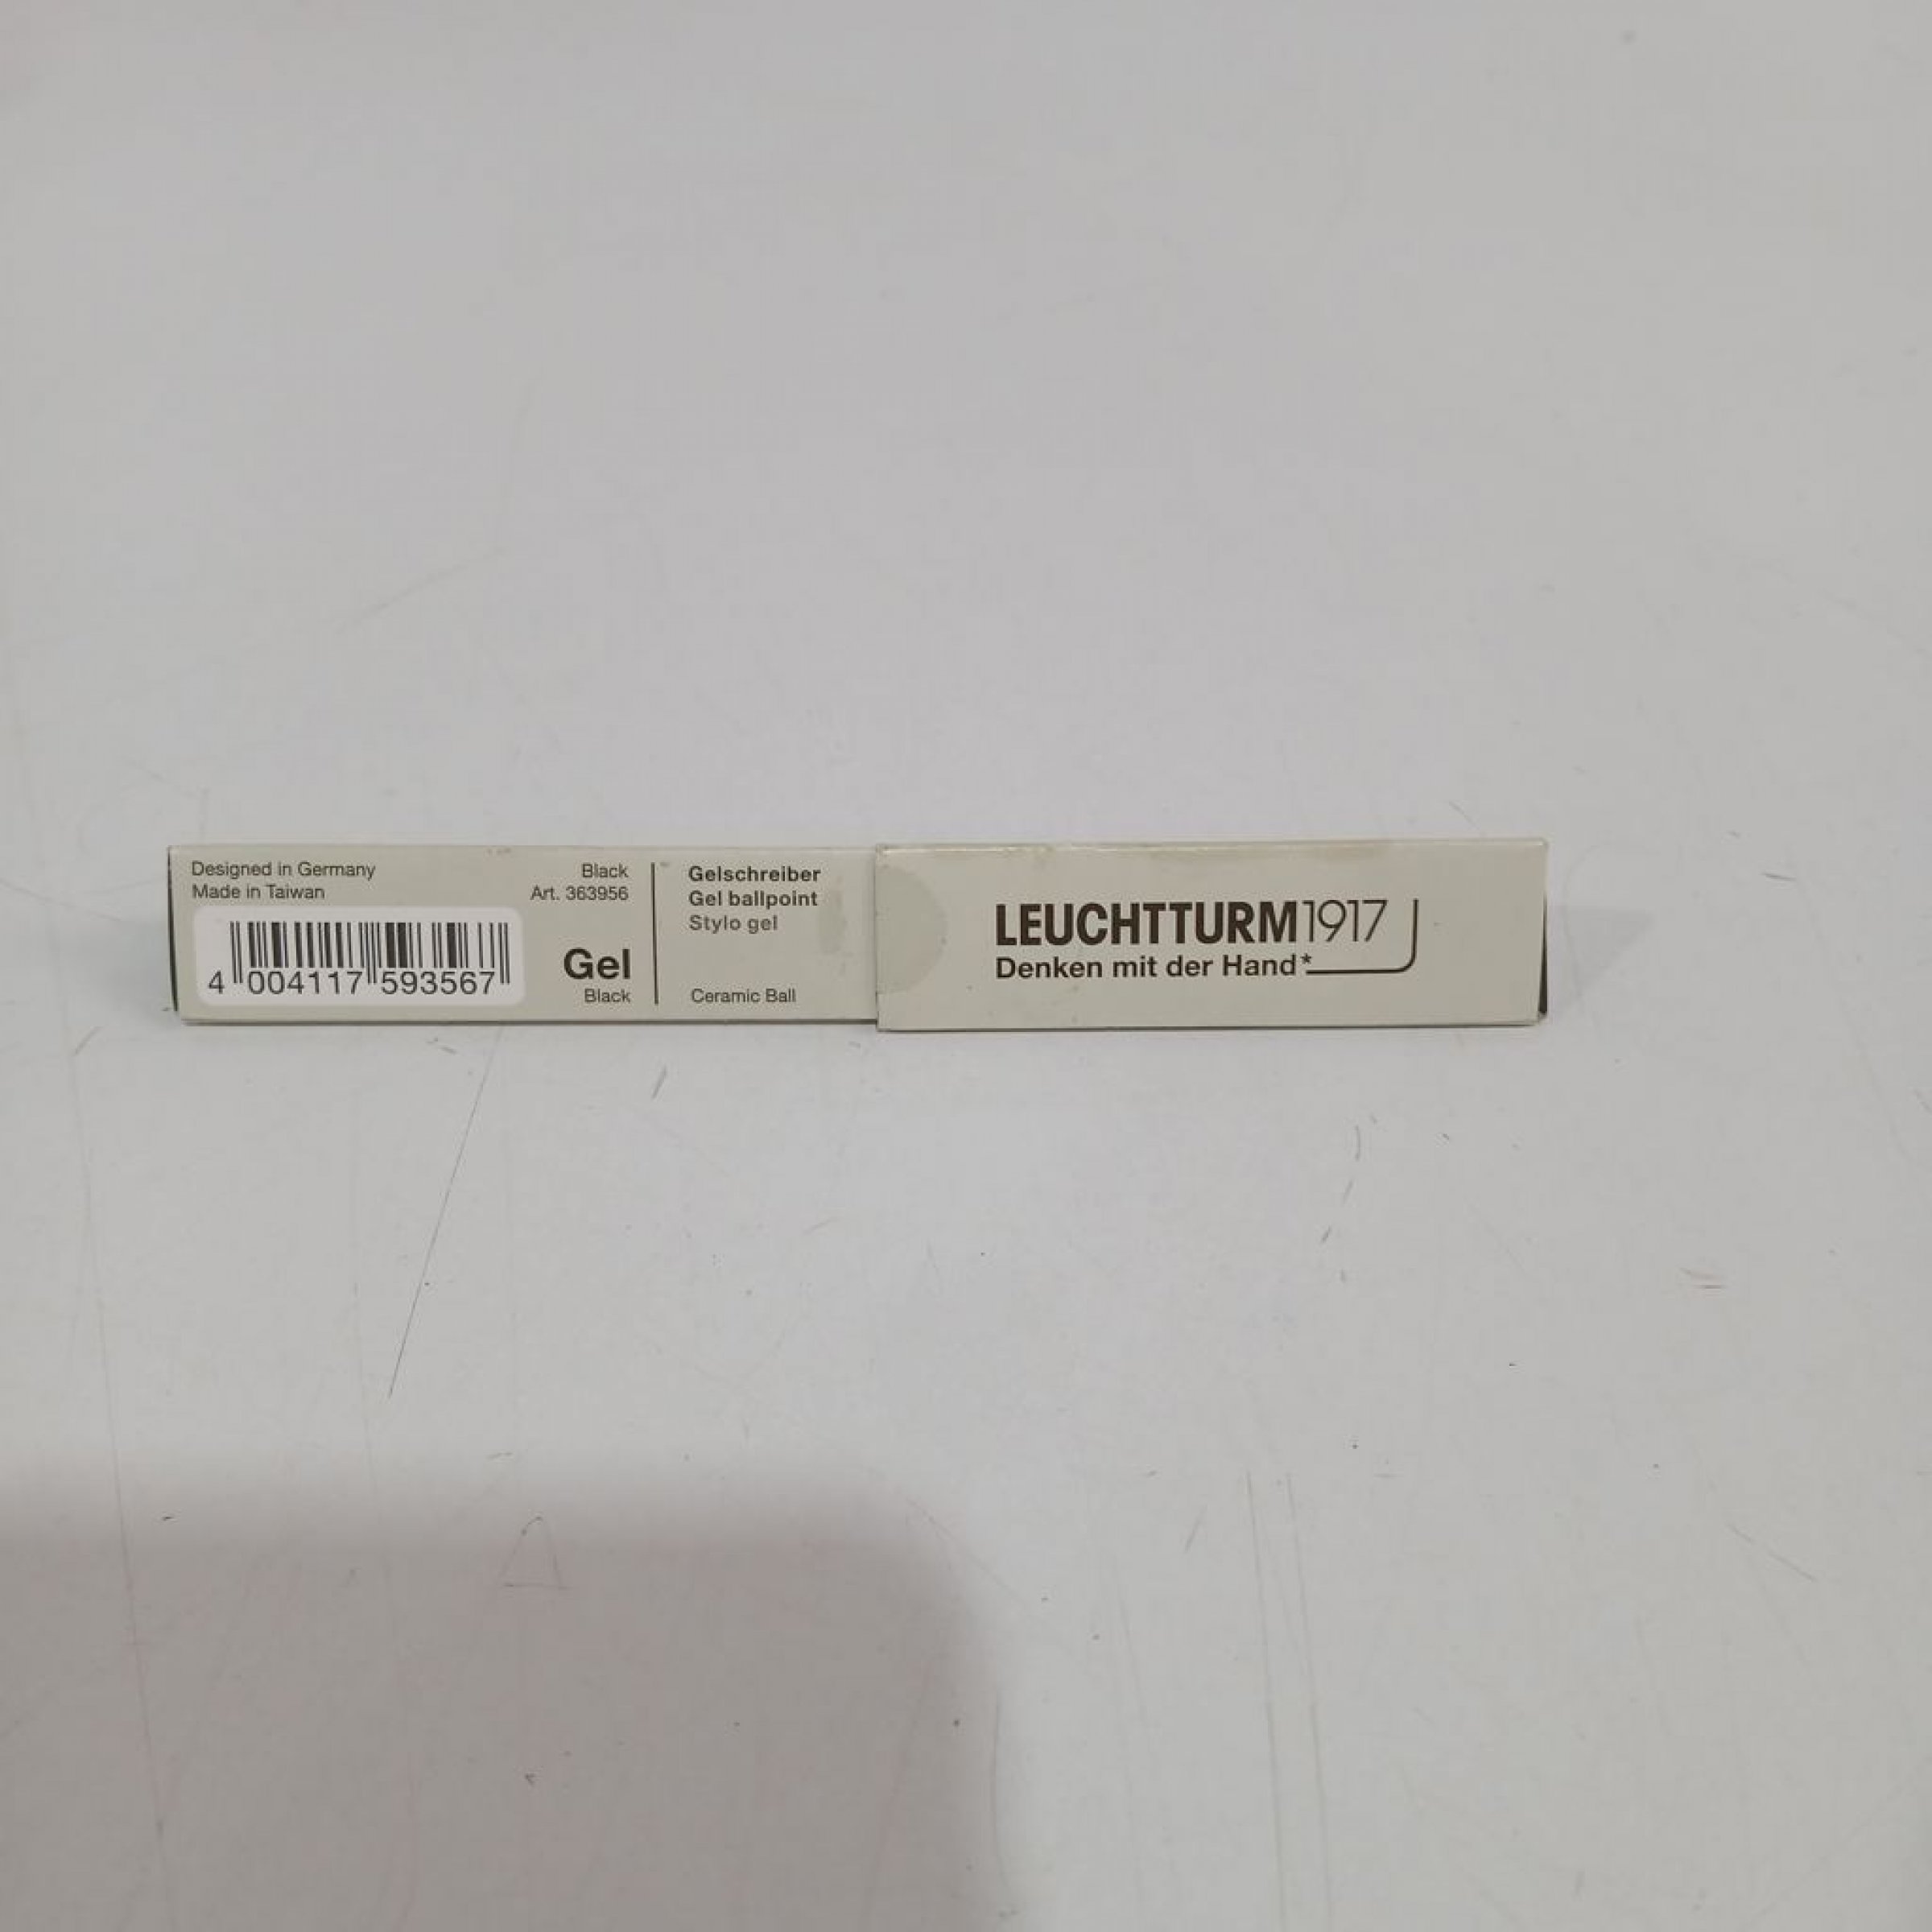 Designed in Germany
Made in Taiwan
4 004117 593567
Black
Art. 363956
Gel
Black
Gelschreiber
Gel ballpoint
Stylo gel
Ceramic Ball
LEUCHTTURM1917
Denken mit der Hand*